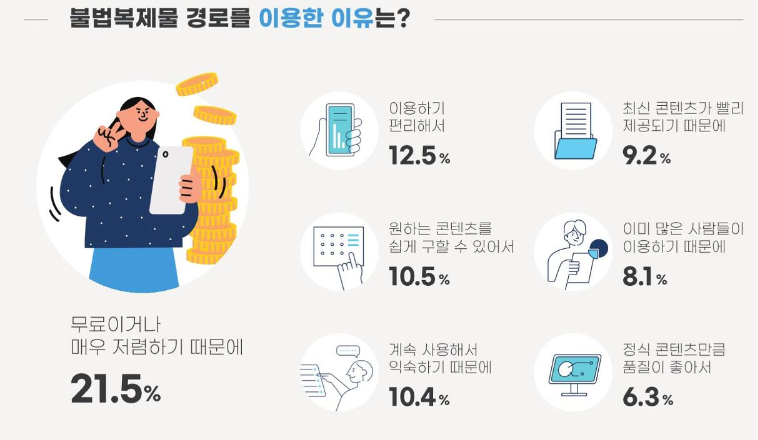 불법복제물 경로를 이용한 이유는?
무료이거나
매우 저렴하기 때문에
21.5%
이용하기
편리해서
12.5%
최신 콘텐츠가 빨리
제공되기 때문에
9.2%
원하는 콘텐츠를
쉽게 구할 수 있어서
10.5%
이미 많은 사람들이
이용하기 때문에
8.1%
계속 사용해서
익숙하기 때문에
10.4%
정식 콘텐츠만큼
품질이 좋아서
6.3%